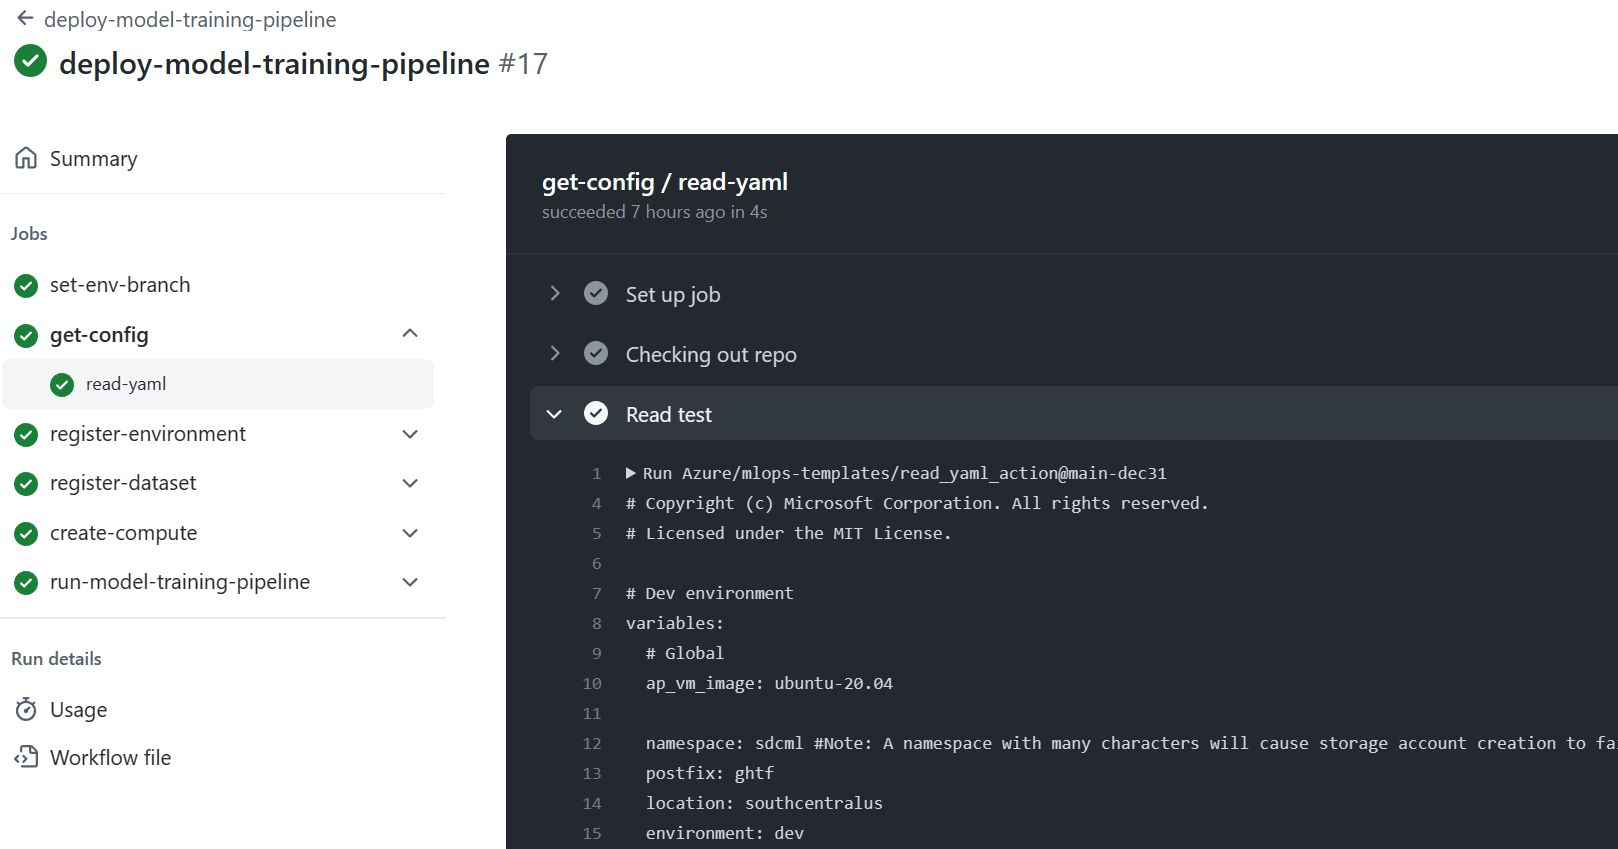 deploy-model-training-pipeline
deploy-model-training-pipeline #17
Summary
Jobs
set-env-branch
get-config
read-yaml
register-environment
register-dataset
create-compute
run-model-training-pipeline
Run details
Usage
Workflow file
get-config / read-yaml
succeeded 7 hours ago in 4s
Set up job
Checking out repo
Read test
1 Run Azure/mlops-templates/read_yaml_action@main-dec31
4 # Copyright (c) Microsoft Corporation. All rights reserved.
5 # Licensed under the MIT License.
6
7 # Dev environment
8 variables:
9 # Global
10 ap_vm_image: ubuntu-20.04
11
12 namespace: sdcml #Note: A namespace with many characters will cause storage account creation to
13 postfix: ghtf
14 location: southcentralus
15 environment: dev